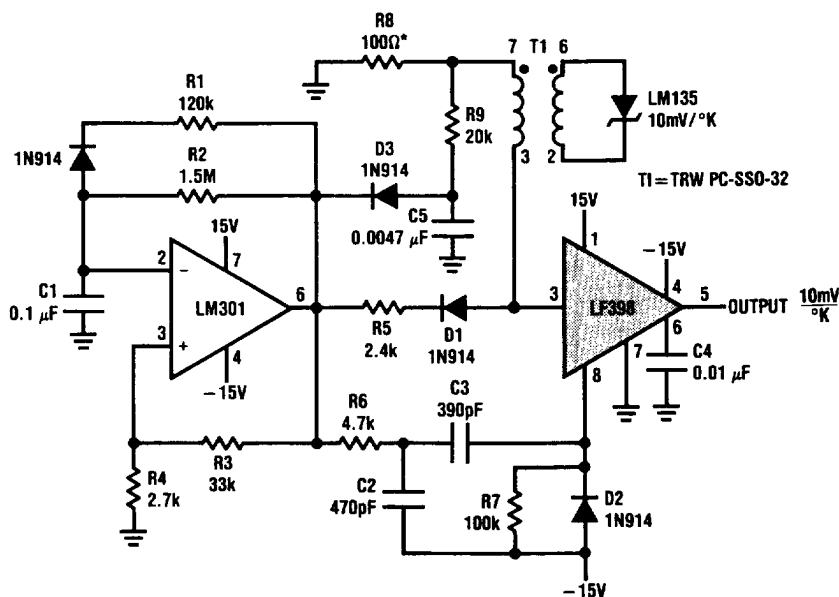 R8
100Ω*
7 T1 6
R1
120k
R9
20k
LM135
10mV/°K
1N914
R2
1.5M
D3
1N914
3
2
T1=TRW PC-SSO-32
C5
0.0047 μF
15V
15V
1
-15V
2
7
−
C1
0.1 μF
LM301
6
3
LF398
4
5
OUTPUT 10mV/°K
3
+
R5
2.4k
D1
1N914
6
7
8
C4
0.01 μF
4
-15V
C3
390pF
R6
4.7k
R3
33k
R4
2.7k
C2
470pF
R7
100k
D2
1N914
-15V